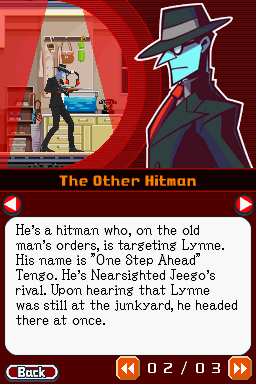 The Other Hitman
He's a hitman who, on the old
man's orders, is targeting Lynne.
His name is "One Step Ahead"
Tengo. He's Nearsighted Jeego's
rival. Upon hearing that Lynne
was still at the junkyard, he headed
there at once.
Back
02/03